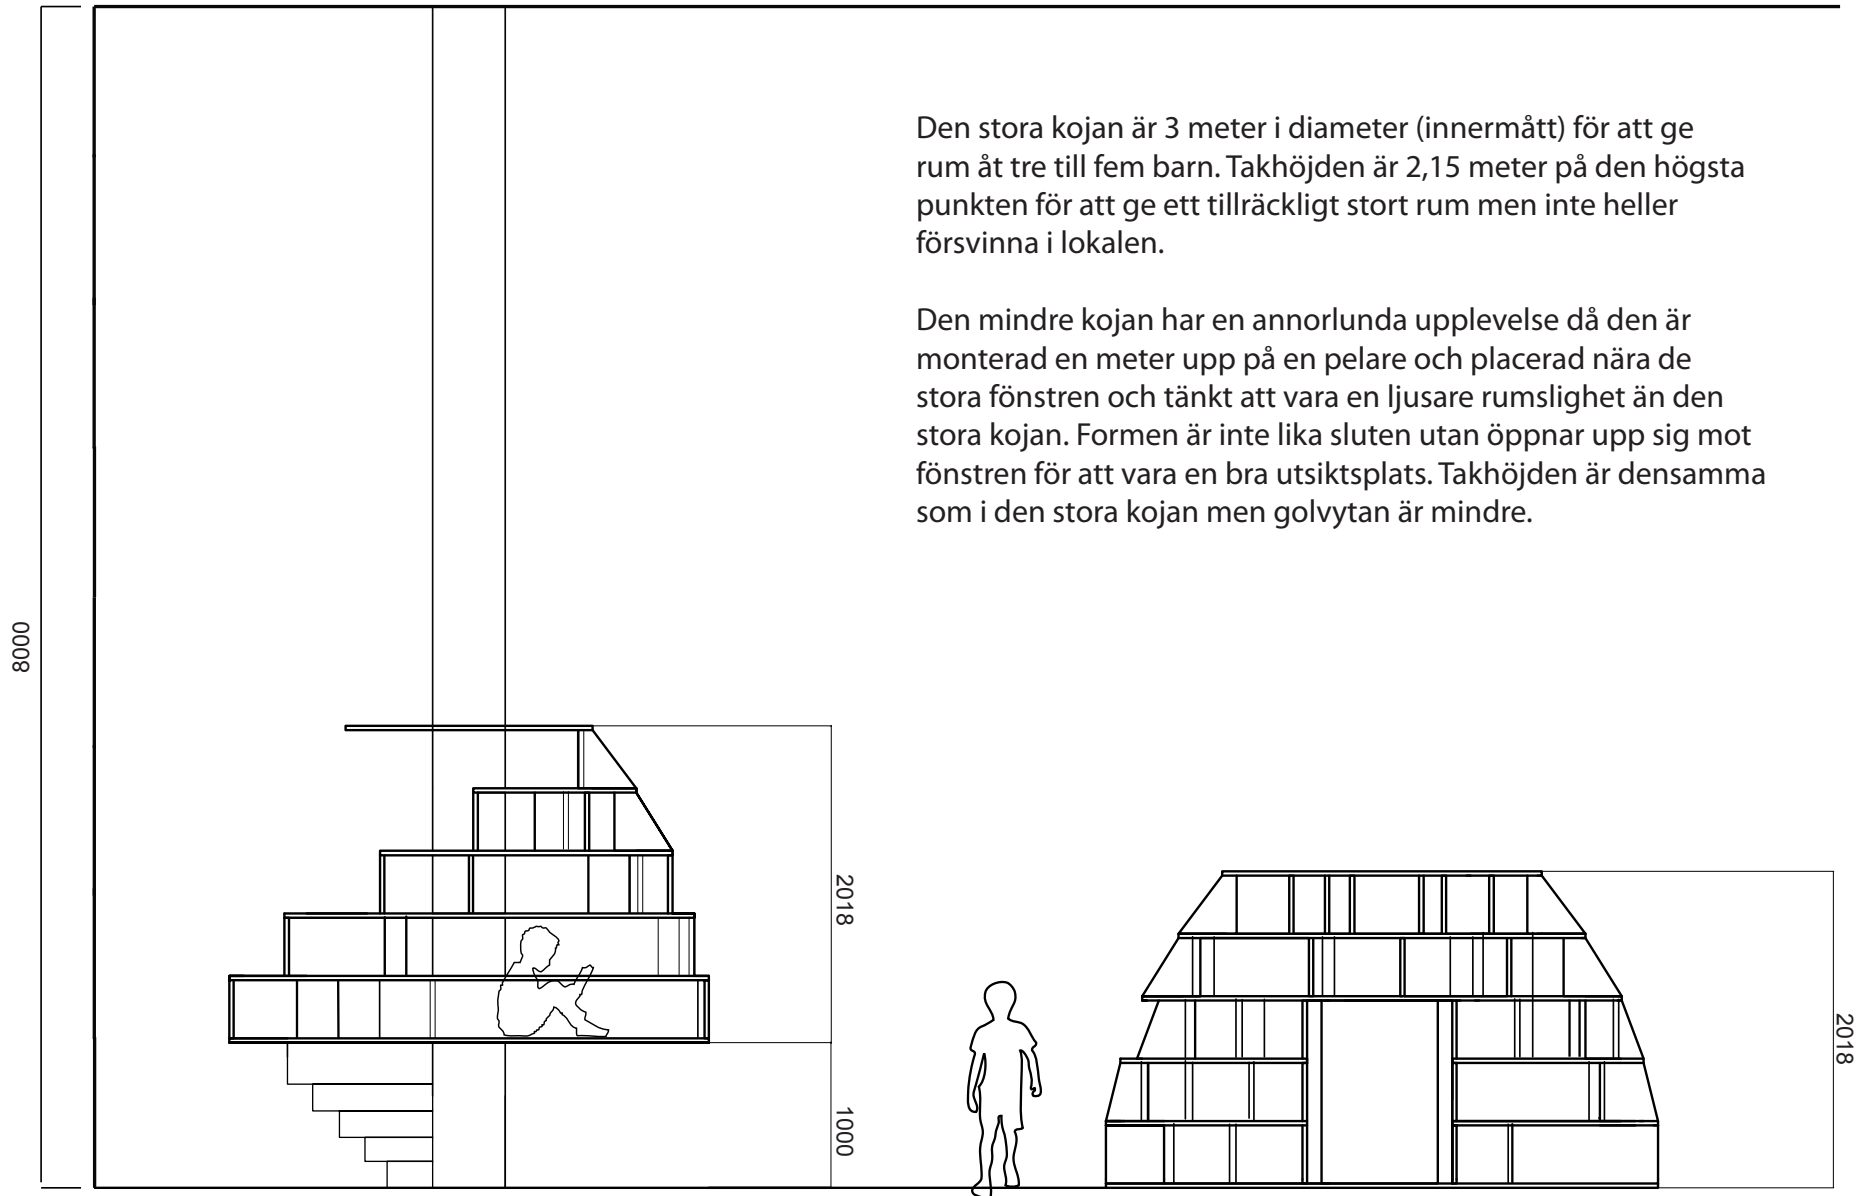 Den stora kojan är 3 meter i diameter (innermått) för att ge
rum åt tre till fem barn. Takhöjden är 2,15 meter på den högsta
punkten för att ge ett tillräckligt stort rum men inte heller
försvinna i lokalen.
Den mindre kojan har en annorlunda upplevelse då den är
monterad en meter upp på en pelare och placerad nära de
stora fönstren och tänkt att vara en ljusare rumslighet än den
stora kojan. Formen är inte lika sluten utan öppnar upp sig mot
fönstren för att vara en bra utsiktsplats. Takhöjden är densamma
som i den stora kojan men golvytan är mindre.
8000
2018
1000
2018